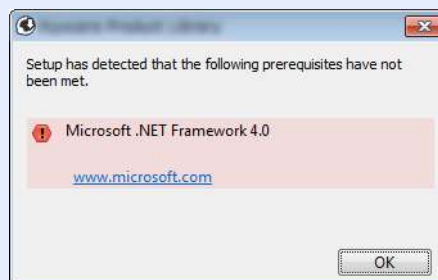 Setup has detected that the following prerequisites have not
been met.
Microsoft .NET Framework 4.0
www.microsoft.com
OK